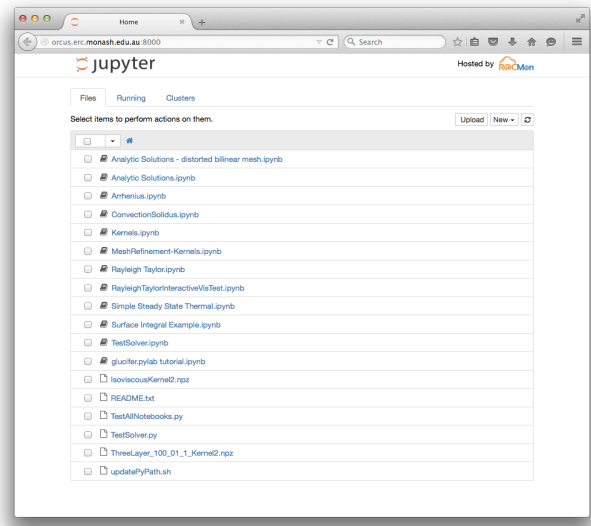 Home
orcus.erc.monash.edu.au:8000
Search
jupyter
Hosted by R@CMon
Files Running Clusters
Select items to perform actions on them.
Upload New
Analytic Solutions - distorted bilinear mesh.ipynb
Analytic Solutions.ipynb
Arrhenius.ipynb
ConvectionSolidus.ipynb
Kernels.ipynb
MeshRefinement-Kernels.ipynb
Rayleigh Taylor.ipynb
RayleighTaylorInteractiveVisTest.ipynb
Simple Steady State Thermal.ipynb
Surface Integral Example.ipynb
TestSolver.ipynb
glucifer.pylab tutorial.ipynb
IsoviscousKernel2.npz
README.txt
TestAllNotebooks.py
TestSolver.py
ThreeLayer_100_01_1_Kernel2.npz
updatePyPath.sh